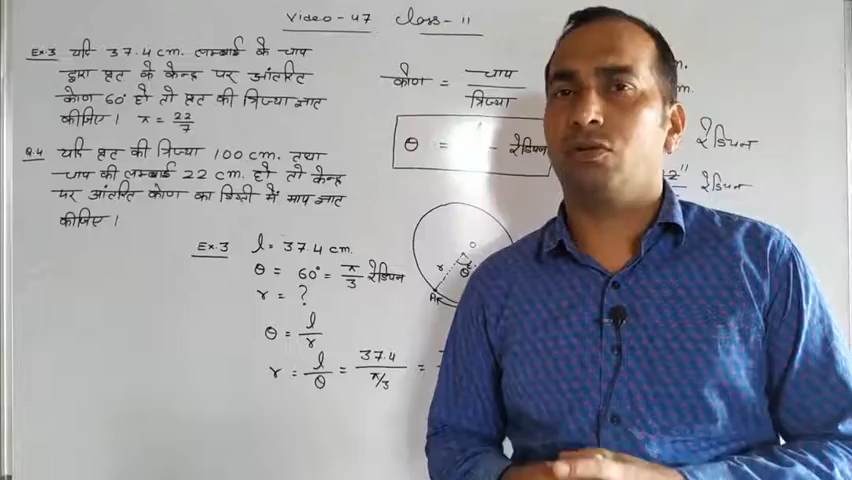 Video - 47 Class - 11
Ex.3 यदि 37.4 cm. लम्बाई के चाप
द्वारा वृत के केन्द्र पर आंतरित
कोण 60° हो तो वृत की त्रिज्या ज्ञात
कीजिए। π = 22/7
Q.4 यदि वृत की त्रिज्या 100 cm. तथा
चाप की लम्बाई 22 cm. हो तो केन्द्र
पर आंतरित कोण का डिग्री में माप ज्ञात
कीजिए।
Ex.3 l = 37.4 cm.
θ = 60° = π/3 रेडियन
r = ?
θ = l/r
r = l/θ = 37.4/π/3 =
कोण = चाप/त्रिज्या
θ = रेडियन
O
r
θ
A
m.
m.
रेडियन
रेडियन